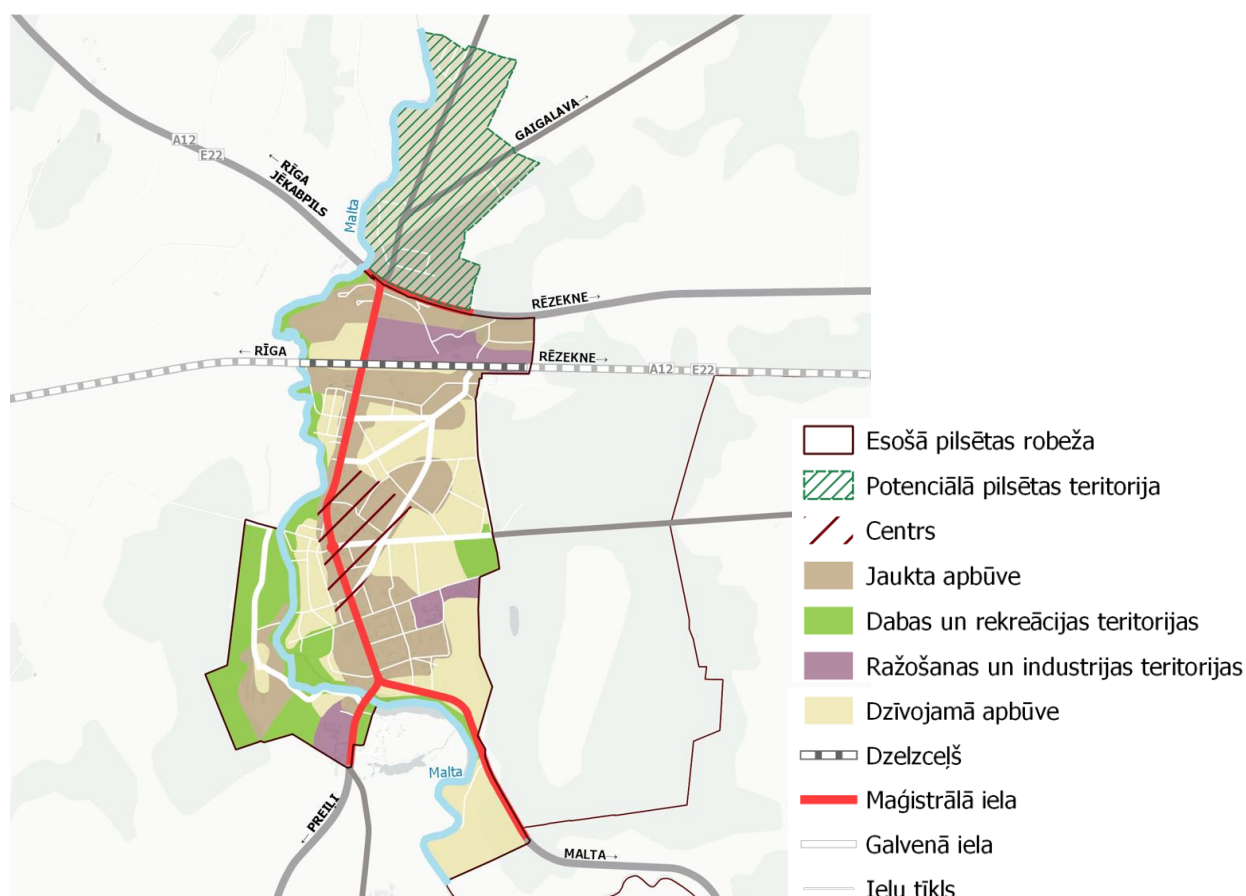 GAIGALAVA→
A12
E22
← RĪGA
JĒKABPILS
Malta
RĒZEKNE→
← RĪGA
RĒZEKNE→
A12 E22
Malta
← PREIĻI
MALTA→
Esošā pilsētas robeža
Potenciālā pilsētas teritorija
Centrs
Jaukta apbūve
Dabas un rekreācijas teritorijas
Ražošanas un industrijas teritorijas
Dzīvojamā apbūve
Dzelzceļš
Maģistrālā iela
Galvenā iela
Ielu tīkls